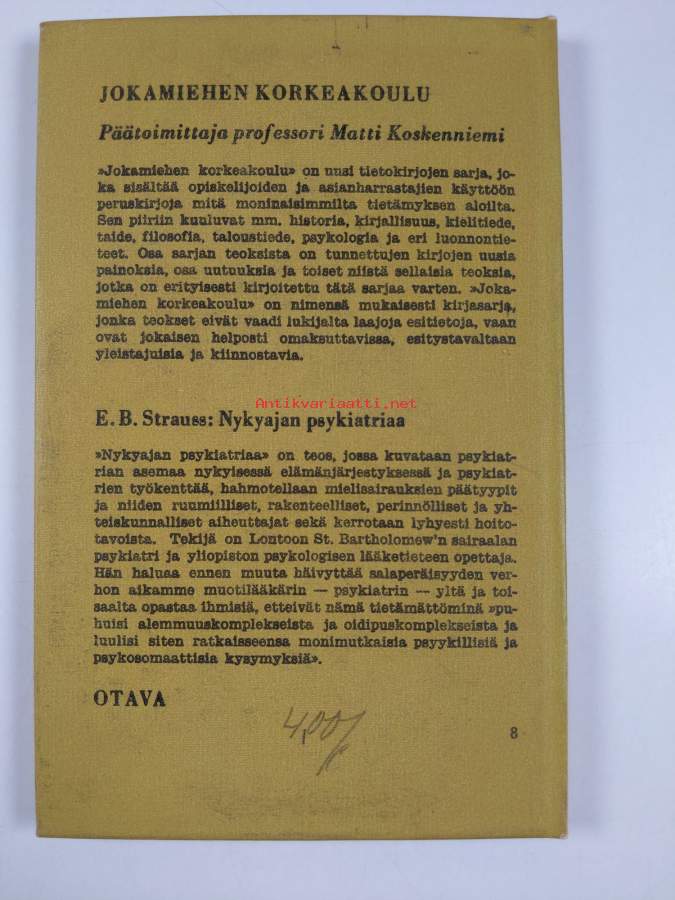 JOKAMIEHEN KORKEAKOULU
Päätoimittaja professori Matti Koskenniemi
»Jokamiehen korkeakoulu» on uusi tietokirjojen sarja, jo-
ka sisältää opiskelijoiden ja asianharrastajien käyttöön
peruskirjoja mitä moninaisimmilta tietämyksen aloilta.
Sen piiriin kuuluvat mm. historia, kirjallisuus, kielitiede,
taide, filosofia, taloustiede, psykologia ja eri luonnontie-
teet. Osa sarjan teoksista on tunnettujen kirjojen uusia
painoksia, osa uutuuksia ja toiset niistä sellaisia teoksia,
jotka on erityisesti kirjoitettu tätä sarjaa varten. »Joka-
miehen korkeakoulu» on nimensä mukaisesti kirjasarja,
jonka teokset eivät vaadi lukijalta laajoja esitietoja, vaan
ovat jokaisen helposti omaksuttavissa, esitystavaltaan
yleistajuisia ja kiinnostavia.
Antikvariaatti.net
E. B. Strauss: Nykyajan psykiatriaa
»Nykyajan psykiatriaa» on teos, jossa kuvataan psykiat-
rian asemaa nykyisessä elämänjärjestyksessä ja psykiat-
rien työkenttää, hahmotellaan mielisairauksien päätyypit
ja niiden ruumiilliset, rakenteelliset, perinnölliset ja yh-
teiskunnalliset aiheuttajat sekä kerrotaan lyhyesti hoito-
tavoista. Tekijä on Lontoon St. Bartholomew'n sairaalan
psykiatri ja yliopiston psykologisen lääketieteen opettaja.
Hän haluaa ennen muuta häivyttää salaperäisyyden ver-
hon aikamme muotilääkärin — psykiatrin — yltä ja toi-
saalta opastaa ihmisiä, etteivät nämä tietämättöminä »pu-
huisi alemmuuskomplekseista ja oidipuskomplekseista ja
luulisi siten ratkaisseensa monimutkaisia psyykillisiä ja
psykosomaattisia kysymyksiä».
OTAVA
4,00
8